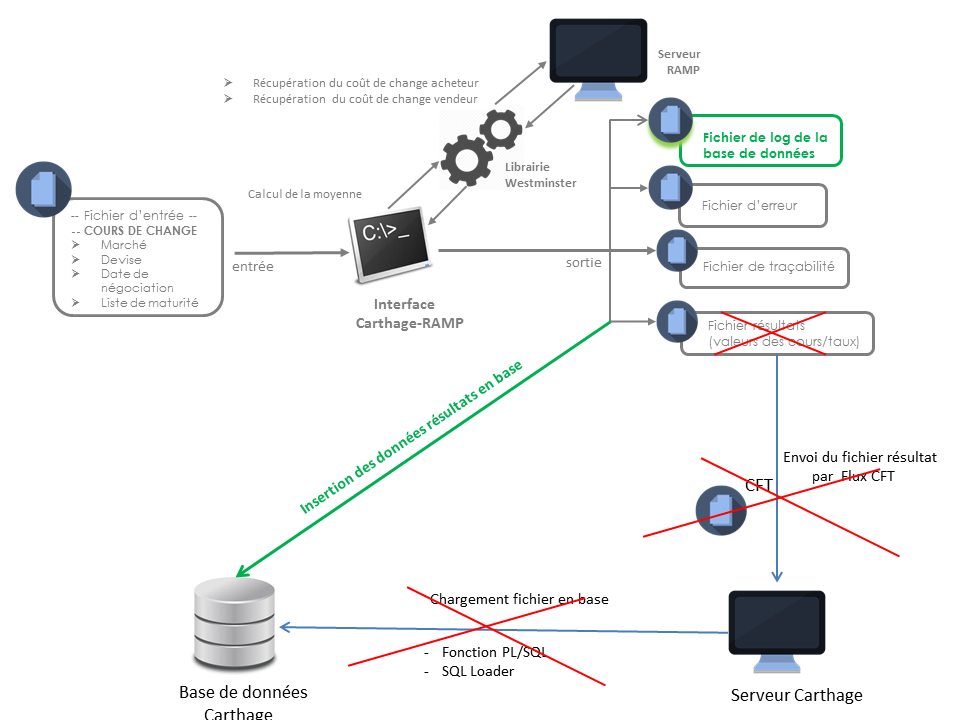 Serveur
RAMP
➢ Récupération du coût de change acheteur
➢ Récupération du coût de change vendeur
Fichier de log de la
base de données
Librairie
Westminster
Calcul de la moyenne
Fichier d'erreur
-- Fichier d'entrée --
-- COURS DE CHANGE
➢ Marché
➢ Devise
➢ Date de
négociation
➢ Liste de maturité
C:\>_
entrée
sortie
Fichier de traçabilité
Interface
Carthage-RAMP
Fichier résultats
(valeurs des cours/taux)
Insertion des données résultats en base
Envoi du fichier résultat
par Flux CFT
CFT
Chargement fichier en base
- Fonction PL/SQL
- SQL Loader
Base de données
Carthage
Serveur Carthage